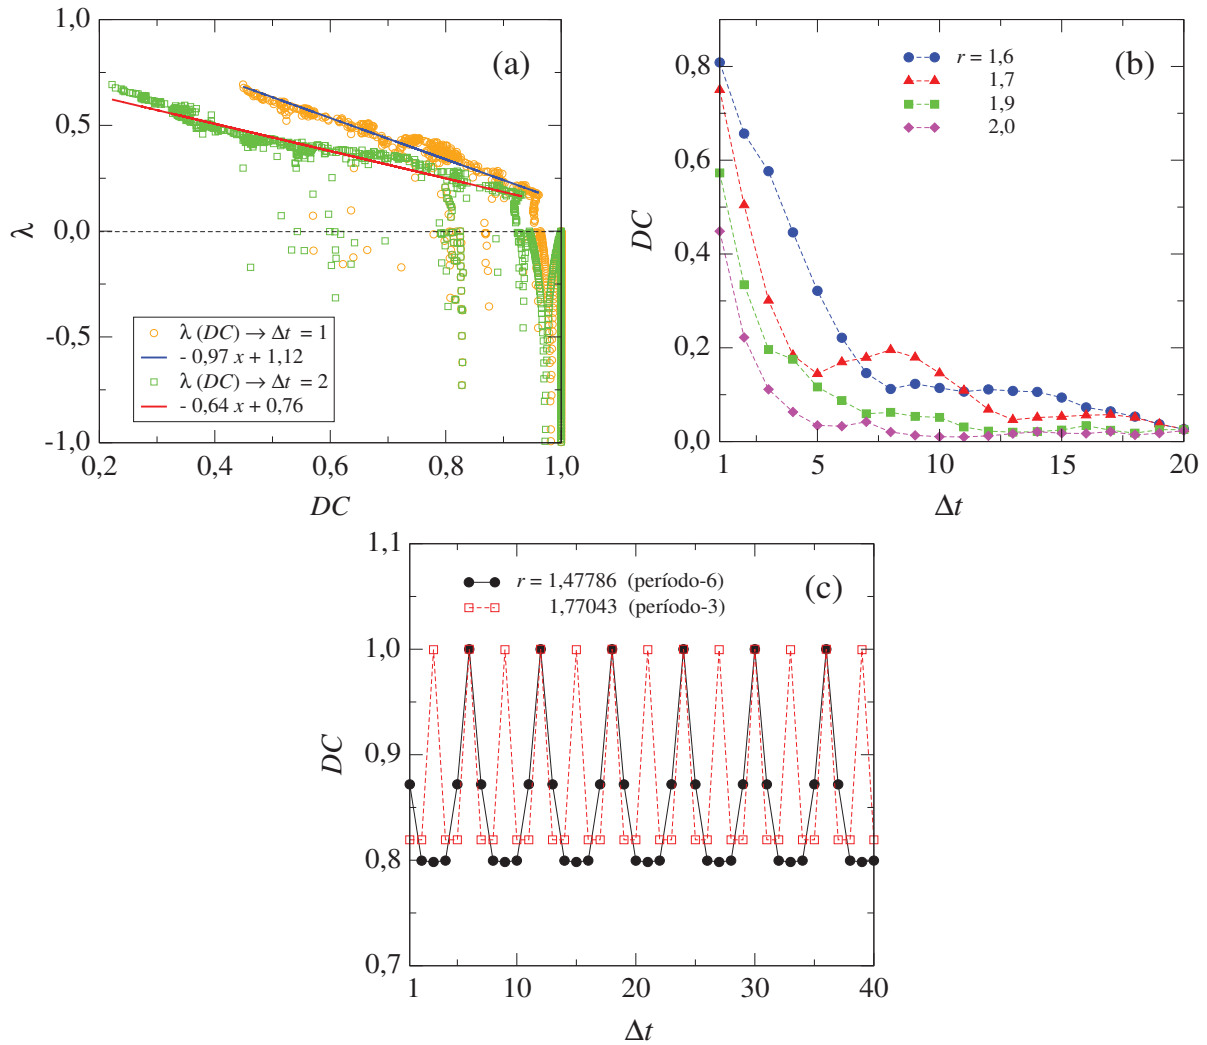 (a)
1,0
0,5
0,0
-0,5
-1,0
λ
λ (DC) → Δt = 1
- 0,97 x + 1,12
λ (DC) → Δt = 2
- 0,64 x + 0,76
0,2 0,4 0,6 0,8 1,0
DC
(b)
r = 1,6
1,7
1,9
2,0
0,8
0,6
0,4
0,2
0,0
DC
1 5 10 15 20
Δt
(c)
r = 1,47786 (período-6)
1,77043 (período-3)
1,1
1,0
0,9
0,8
0,7
DC
1 10 20 30 40
Δt